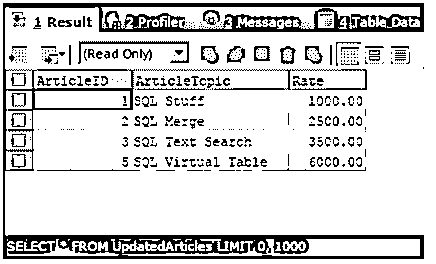 1 Result 2 Profiler 3 Messages 4 Table Data
(Read Only)
ArticleID ArticleTopic Rate
1 SQL Stuff 1000.00
2 SQL Merge 2500.00
3 SQL Text Search 3500.00
5 SQL Virtual Table 6000.00
SELECT * FROM UpdatedArticles LIMIT 0, 1000